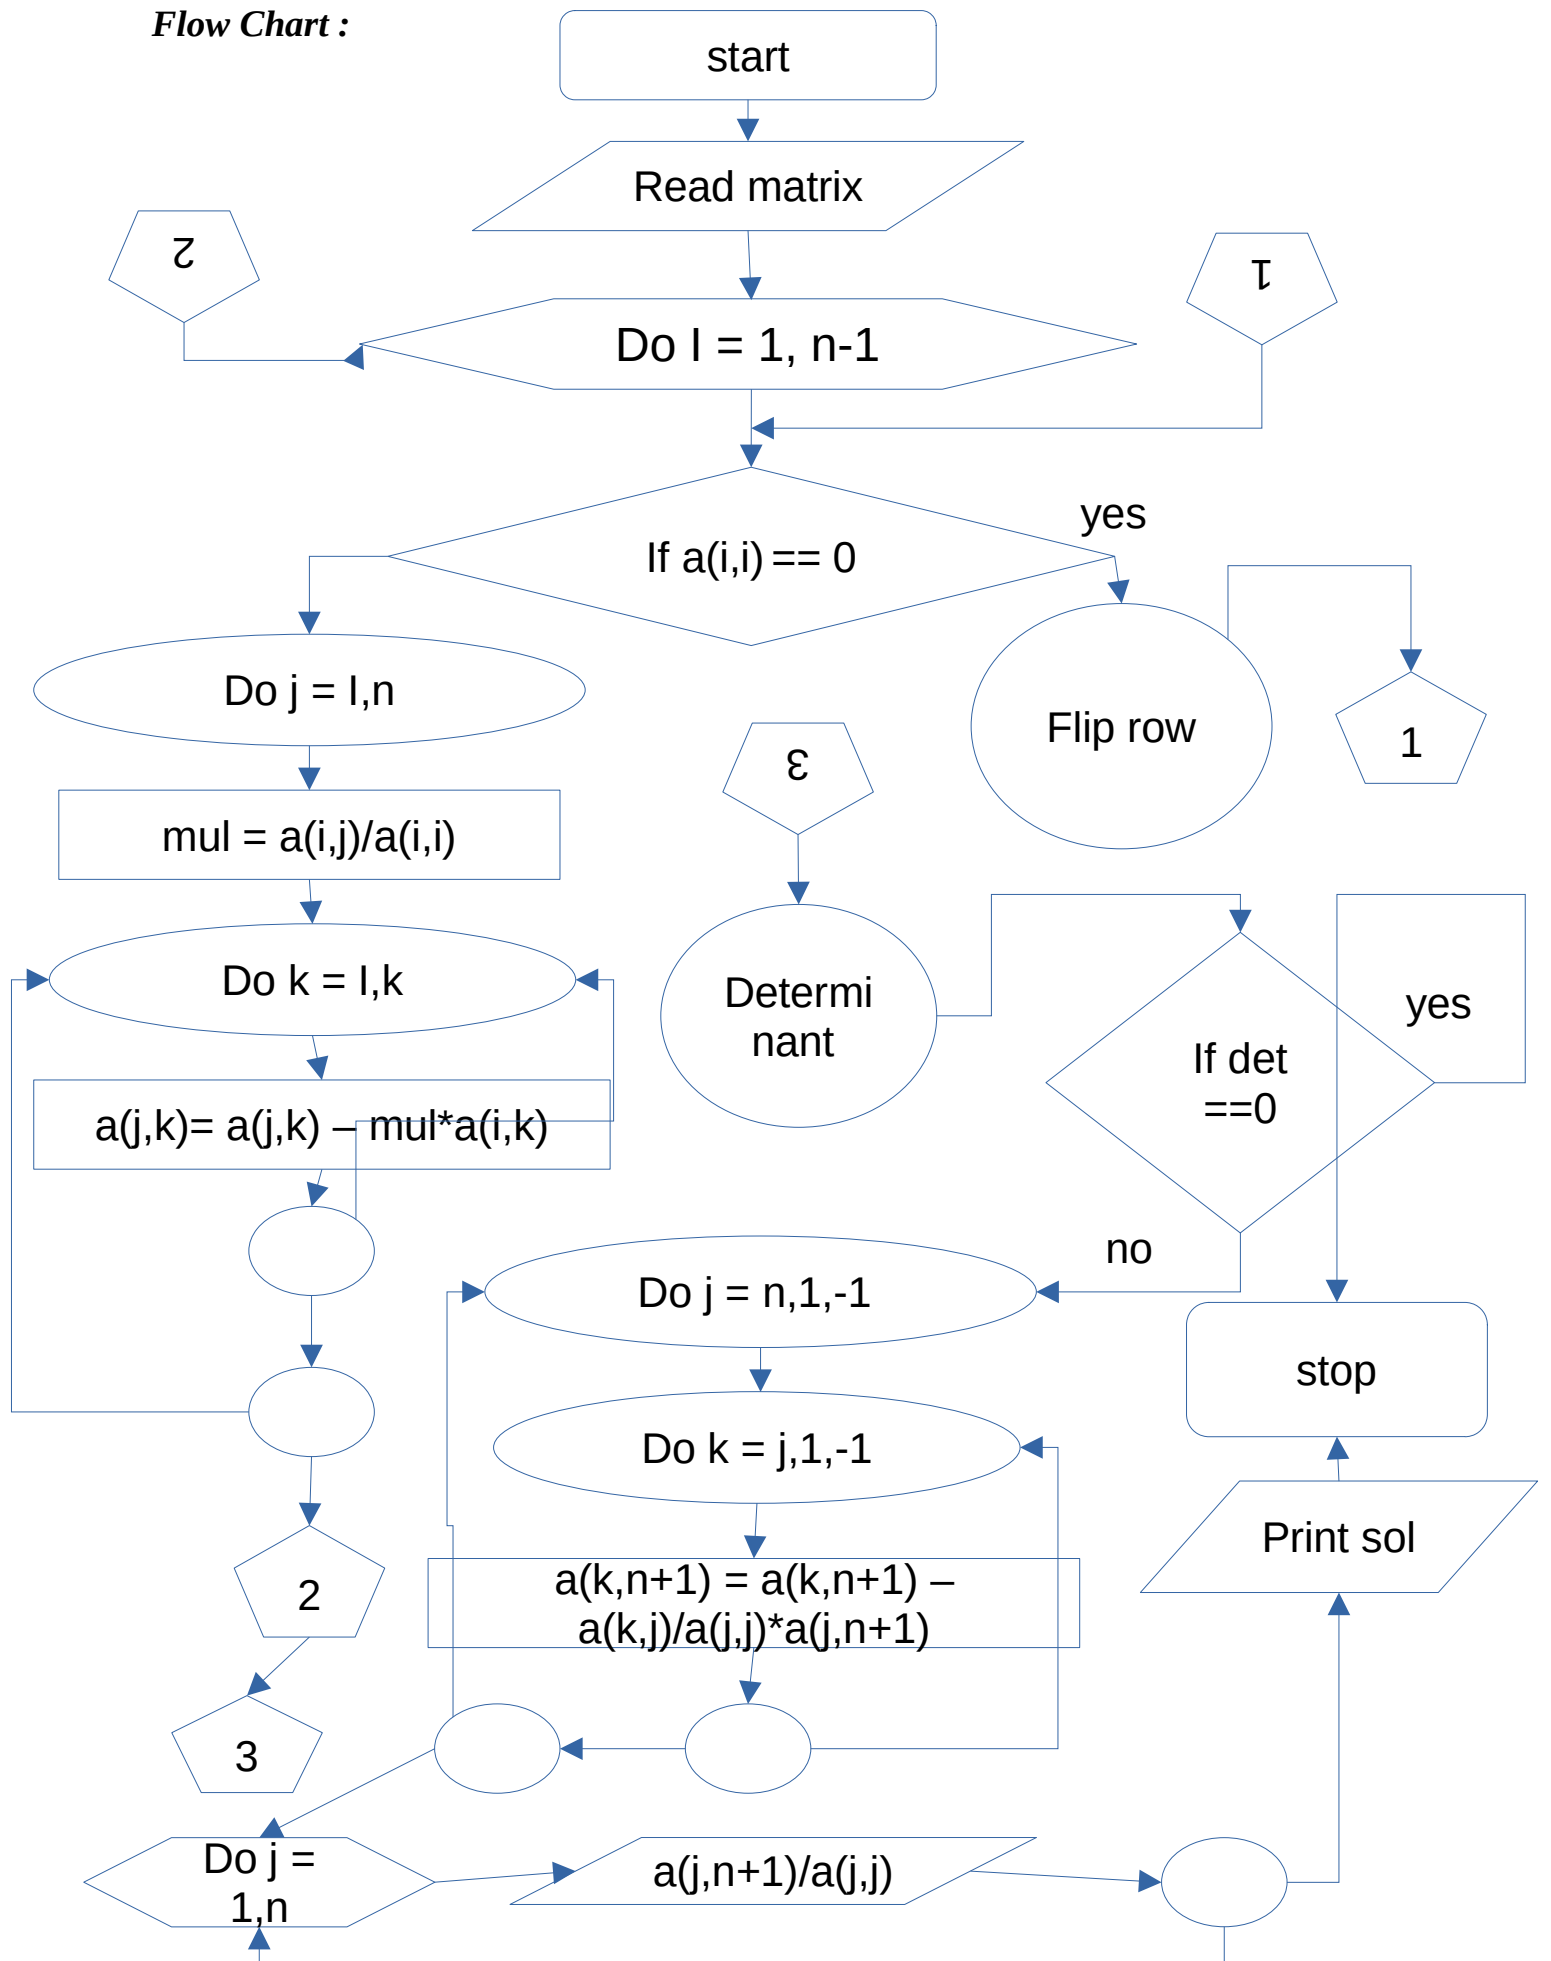 Flow Chart :
start
Read matrix
2
1
Do I = 1, n-1
yes
If a(i,i) == 0
Do j = I,n
Flip row
1
3
mul = a(i,j)/a(i,i)
Do k = I,k
Determi
nant
yes
If det
==0
a(j,k)= a(j,k) – mul*a(i,k)
no
Do j = n,1,-1
stop
Do k = j,1,-1
Print sol
2
a(k,n+1) = a(k,n+1) –
a(k,j)/a(j,j)*a(j,n+1)
3
Do j =
1,n
a(j,n+1)/a(j,j)